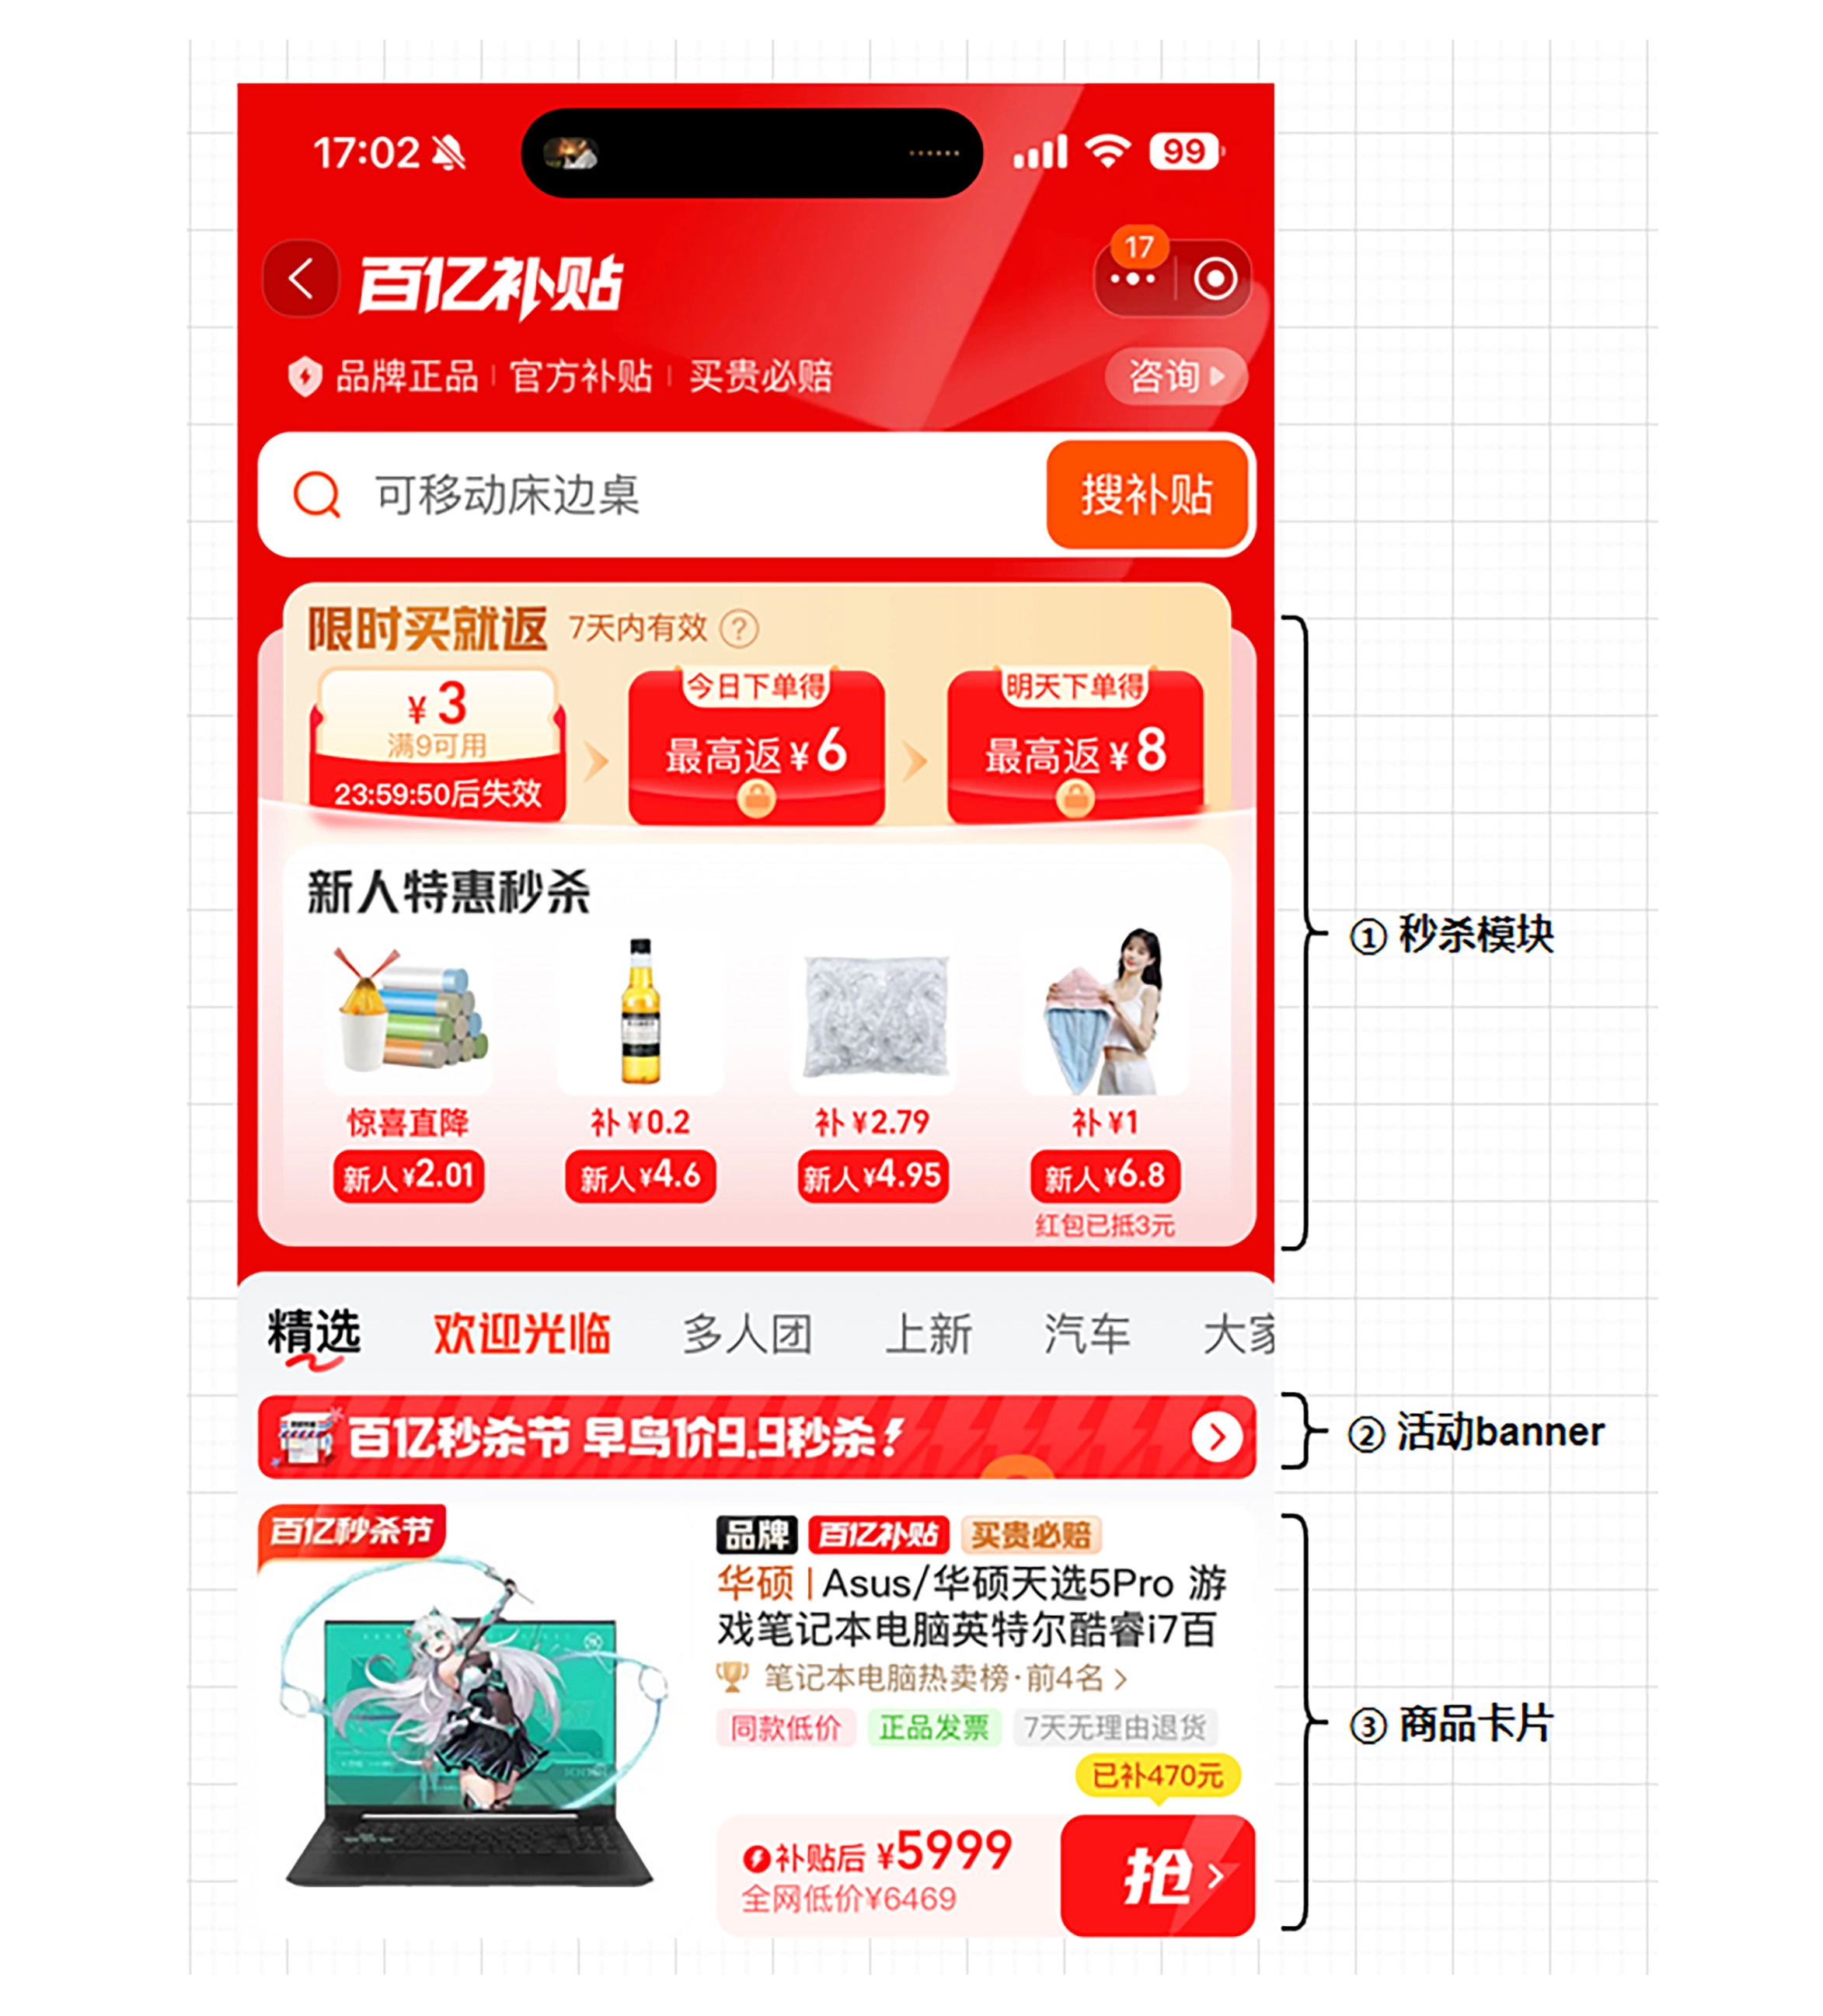 17:02
99
17
百亿补贴
品牌正品 官方补贴 买贵必赔
咨询
可移动床边桌
搜补贴
限时买就返 7天内有效 ?
¥3
满9可用
23:59:50后失效
今日下单得
最高返¥6
明天下单得
最高返¥8
新人特惠秒杀
惊喜直降
新人¥2.01
补¥0.2
新人¥4.6
补¥2.79
新人¥4.95
补¥1
新人¥6.8
红包已抵3元
① 秒杀模块
精选 欢迎光临 多人团 上新 汽车 大家
百亿秒杀节 早鸟价9.9秒杀
② 活动banner
百亿秒杀节
品牌 百亿补贴 买贵必赔
华硕 | Asus/华硕天选5Pro 游
戏笔记本电脑英特尔酷睿i7百
笔记本电脑热卖榜·前4名 >
同款低价 正品发票 7天无理由退货
已补470元
补贴后 ¥5999
全网低价¥6469
抢 >
③ 商品卡片